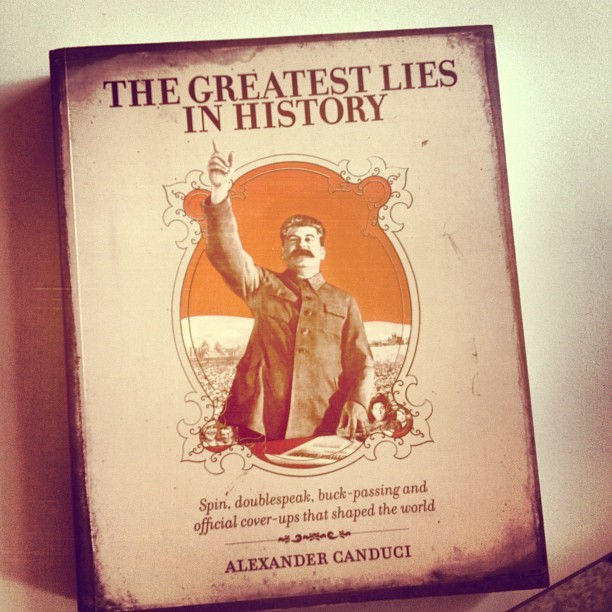 THE GREATEST LIES
IN HISTORY
Spin, doublespeak, buck-passing and
official cover-ups that shaped the world
ALEXANDER CANDUCI